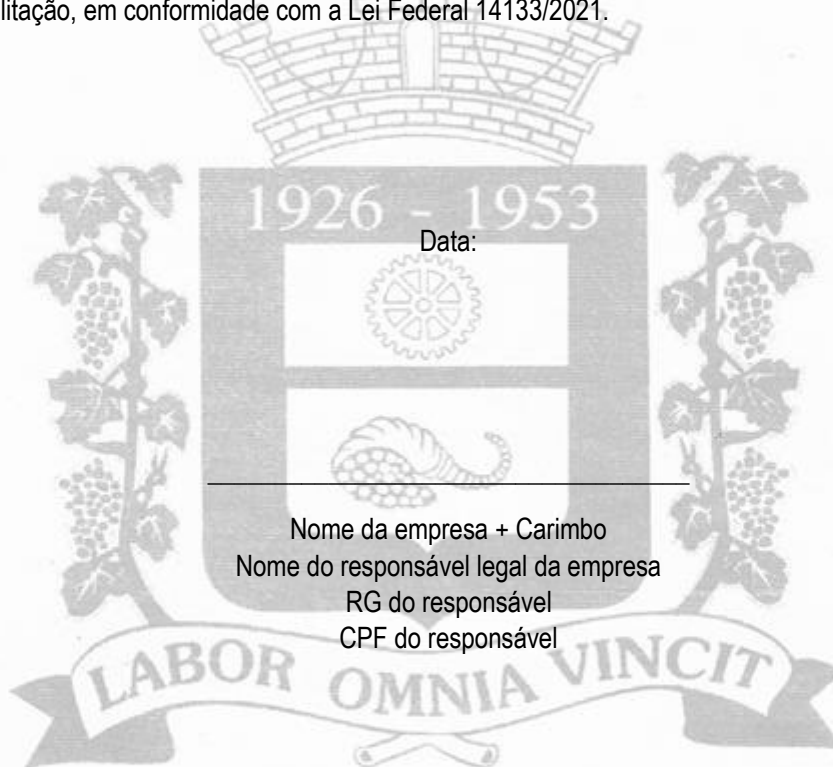 litação, em conformidade com a Lei Federal 14133/2021.
1926 - 1953
Data:
Nome da empresa + Carimbo
Nome do responsável legal da empresa
RG do responsável
CPF do responsável
LABOR OMNIA VINCIT